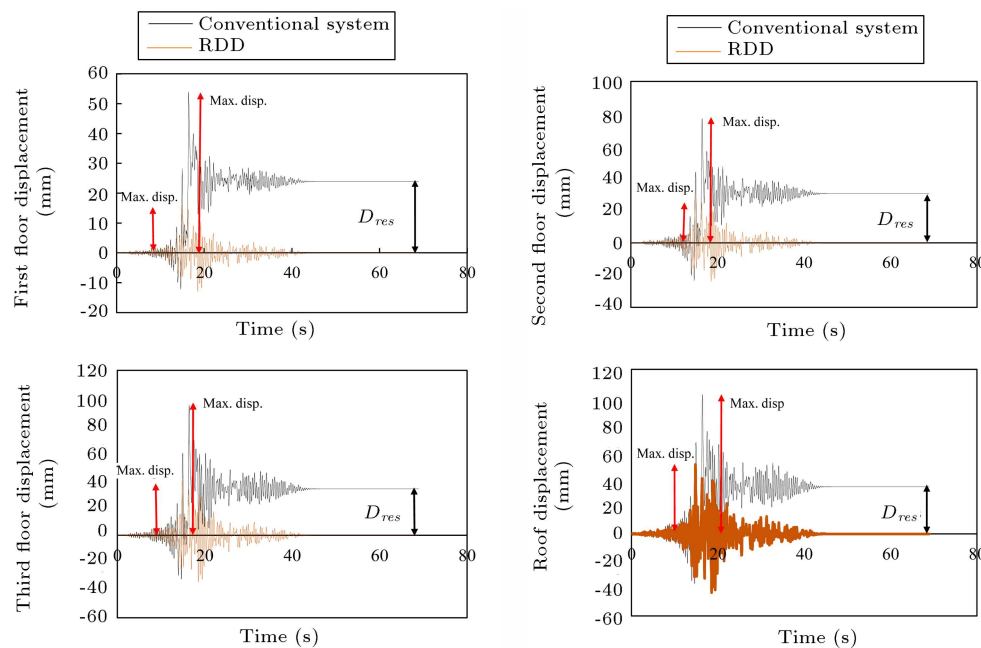 Conventional system
RDD
60
50
40
30
20
10
0
-10
-20
0
20
40
60
80
Max. disp.
Max. disp.
D_res
First floor displacement
(mm)
Time (s)
Conventional system
RDD
100
80
60
40
20
0
-20
-40
0
20
40
60
80
Max. disp.
Max. disp.
D_res
Second floor displacement
(mm)
Time (s)
120
100
80
60
40
20
0
-20
-40
-60
0
20
40
60
80
Max. disp.
Max. disp.
D_res
Third floor displacement
(mm)
Time (s)
120
100
80
60
40
20
0
-20
-40
-60
0
20
40
60
80
Max. disp
Max. disp.
D_res
Roof displacement
(mm)
Time (s)